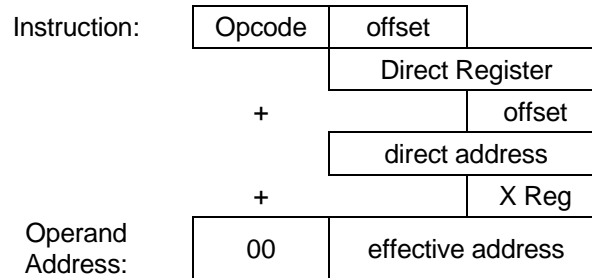 Instruction: Opcode offset
Direct Register
+ offset
direct address
+ X Reg
Operand
Address: 00 effective address